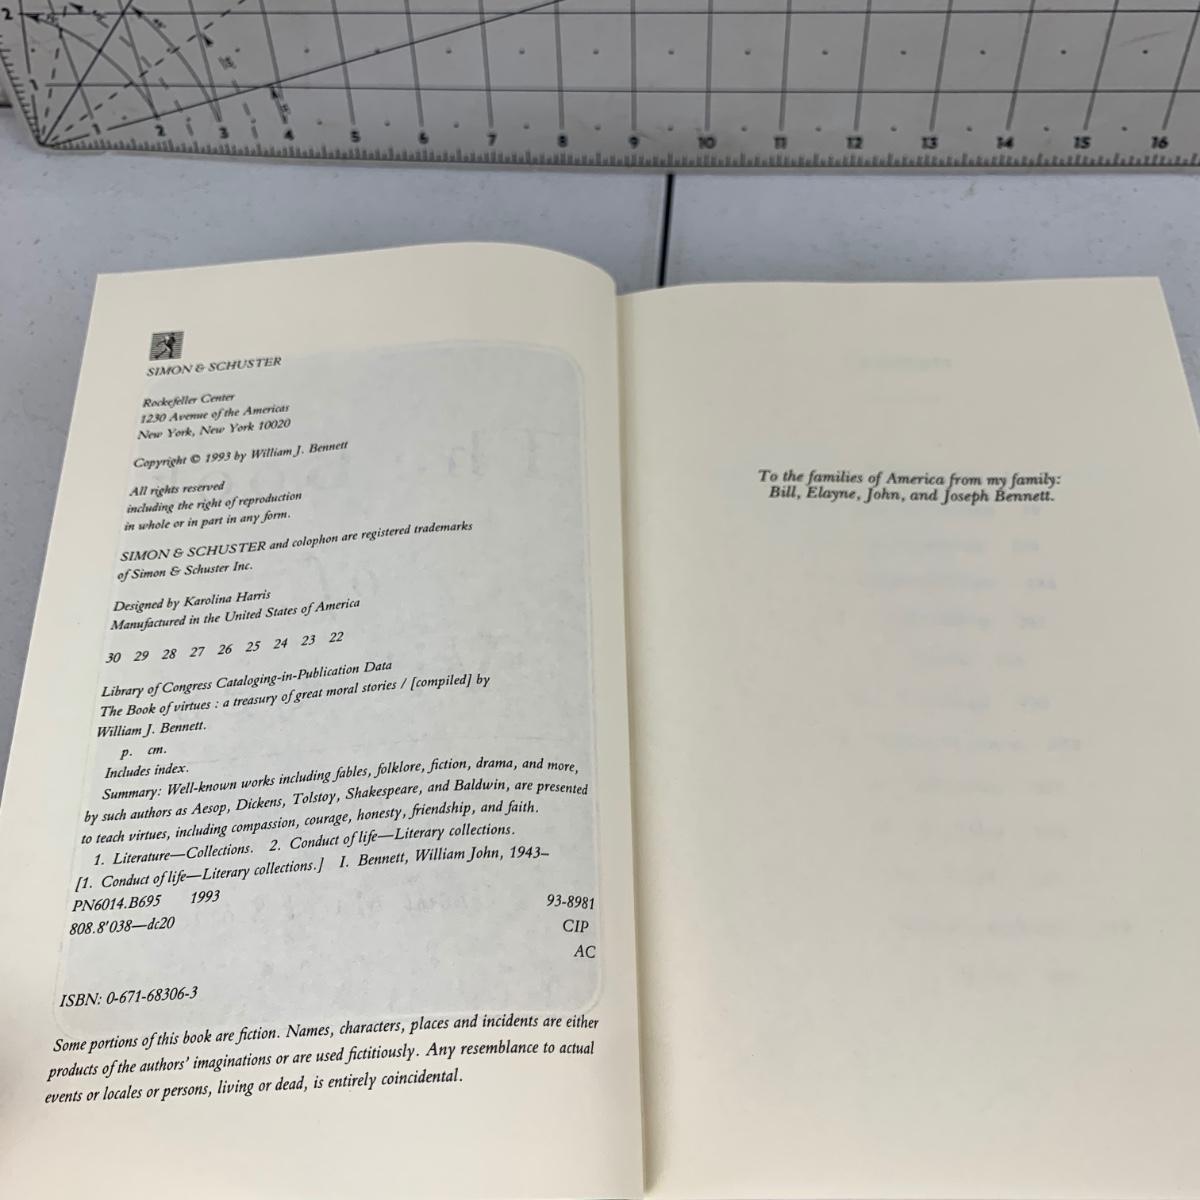 2
1
1 2 3 4 5 6 7 8 9 10 11 12 13 14 15 16
SIMON & SCHUSTER
Rockefeller Center
1230 Avenue of the Americas
New York, New York 10020
Copyright © 1993 by William J. Bennett
All rights reserved
including the right of reproduction
in whole or in part in any form.
SIMON & SCHUSTER and colophon are registered trademarks
of Simon & Schuster Inc.
Designed by Karolina Harris
Manufactured in the United States of America
30 29 28 27 26 25 24 23 22
Library of Congress Cataloging-in-Publication Data
The Book of virtues : a treasury of great moral stories / [compiled] by
William J. Bennett.
p. cm.
Includes index.
Summary: Well-known works including fables, folklore, fiction, drama, and more,
by such authors as Aesop, Dickens, Tolstoy, Shakespeare, and Baldwin, are presented
to teach virtues, including compassion, courage, honesty, friendship, and faith.
1. Literature—Collections. 2. Conduct of life—Literary collections.
[1. Conduct of life—Literary collections.] I. Bennett, William John, 1943–
PN6014.B695 1993
93-8981
808.8'038—dc20
CIP
AC
ISBN: 0-671-68306-3
Some portions of this book are fiction. Names, characters, places and incidents are either
products of the authors' imaginations or are used fictitiously. Any resemblance to actual
events or locales or persons, living or dead, is entirely coincidental.
To the families of America from my family:
Bill, Elayne, John, and Joseph Bennett.